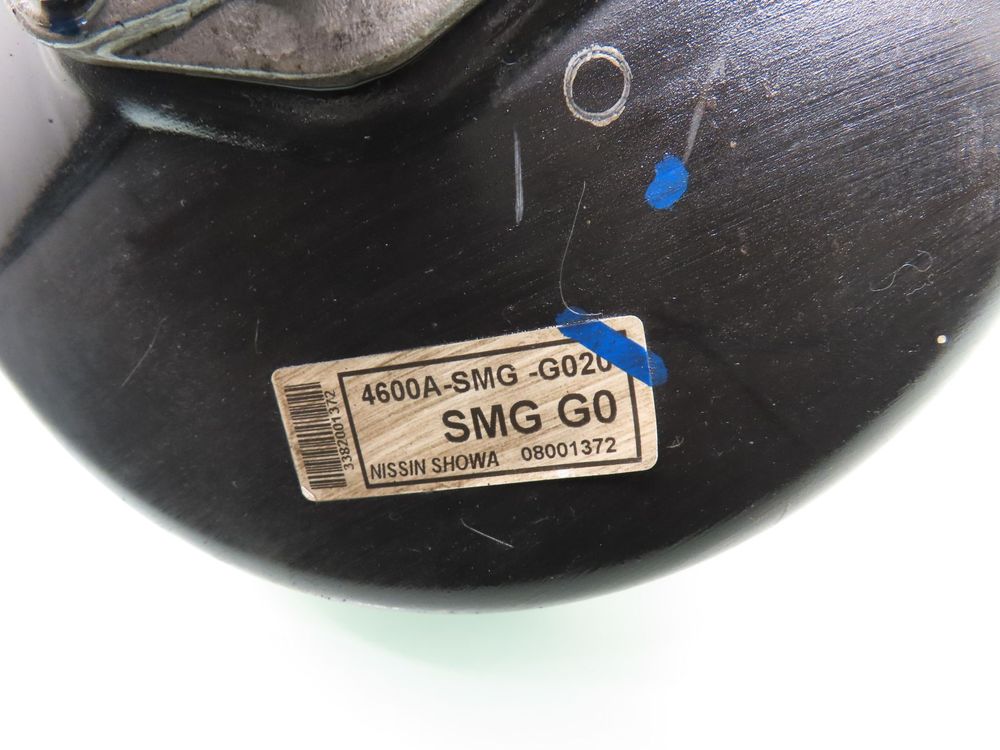 4600A-SMG -G020
SMG G0
NISSIN SHOWA 08001372
3382001372